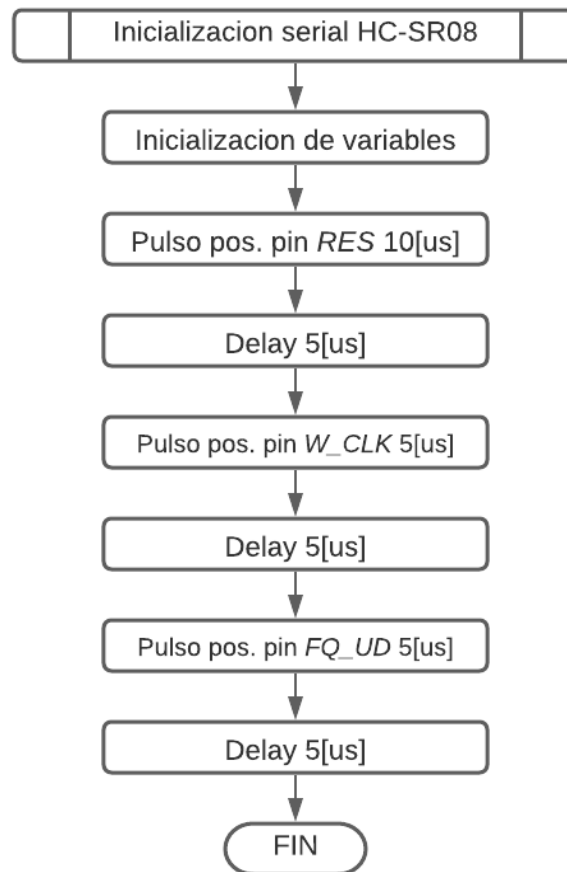 Inicializacion serial HC-SR08
Inicializacion de variables
Pulso pos. pin RES 10[us]
Delay 5[us]
Pulso pos. pin W_CLK 5[us]
Delay 5[us]
Pulso pos. pin FQ_UD 5[us]
Delay 5[us]
FIN